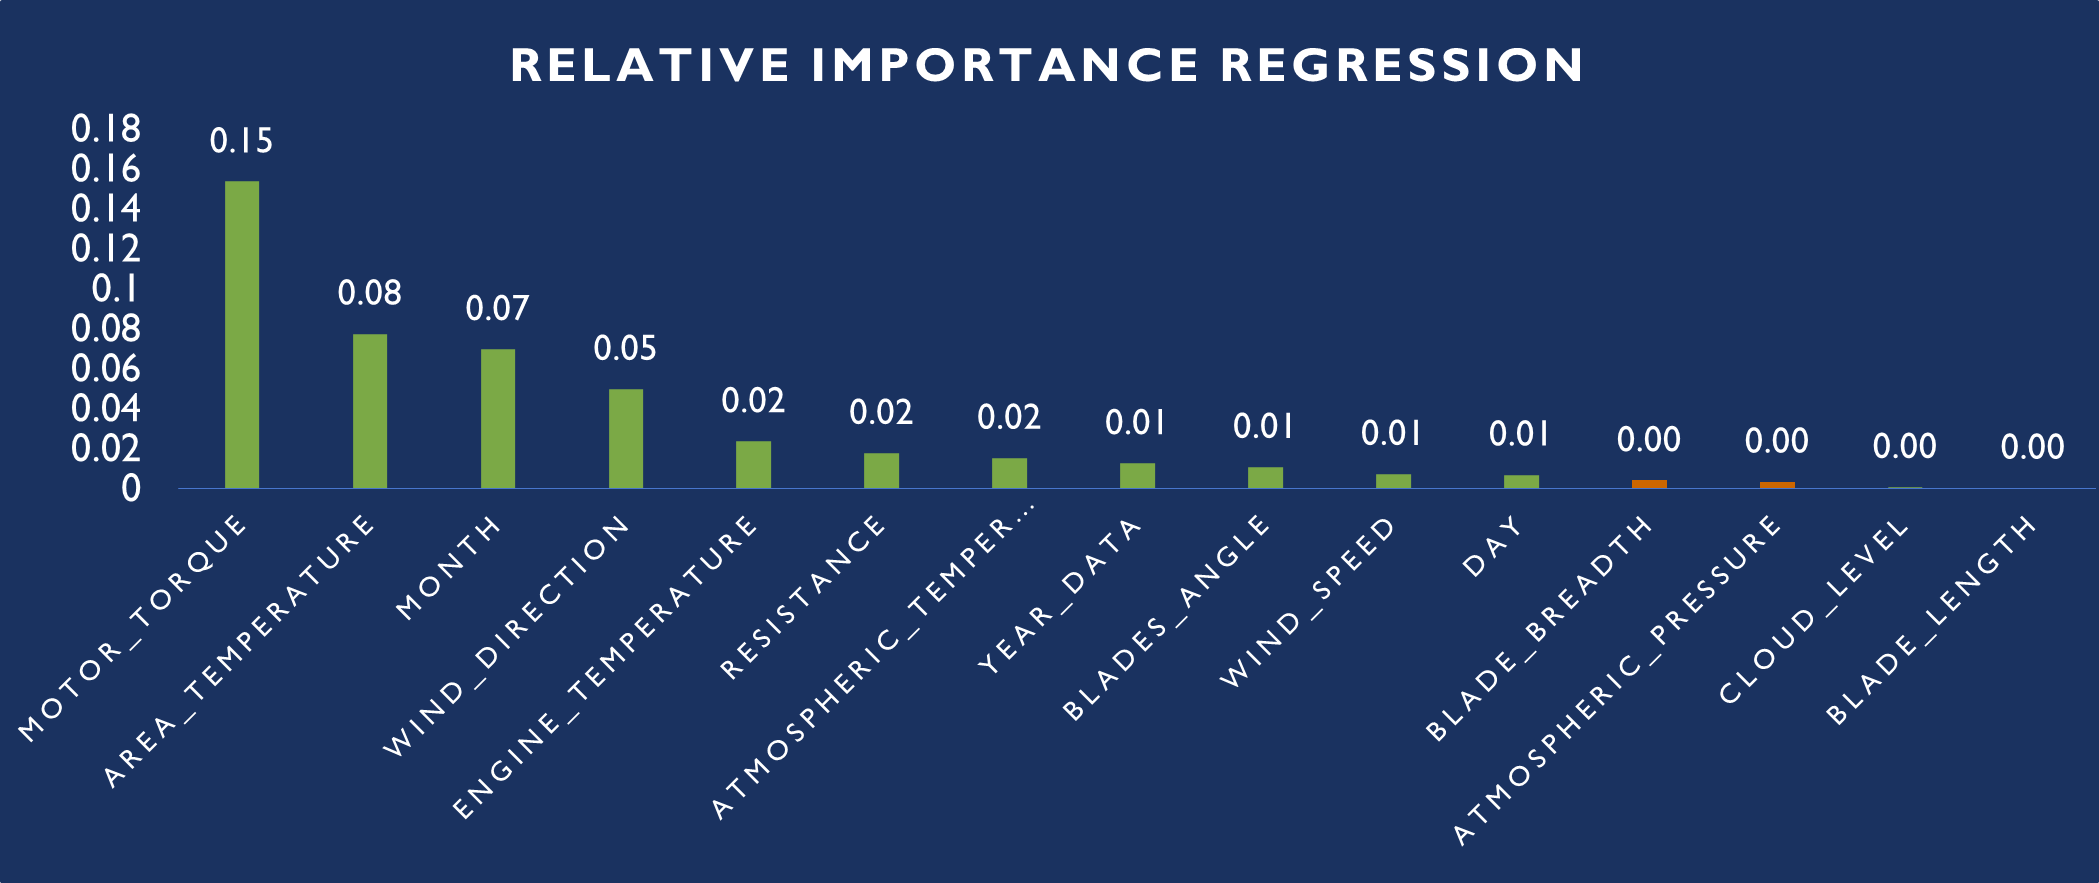 RELATIVE IMPORTANCE REGRESSION
0.18
0.16
0.14
0.12
0.1
0.08
0.06
0.04
0.02
0
0.15
0.08
0.07
0.05
0.02
0.02
0.02
0.01
0.01
0.01
0.01
0.00
0.00
0.00
0.00
MOTOR_TORQUE
AREA_TEMPERATURE
MONTH
WIND_DIRECTION
ENGINE_TEMPERATURE
RESISTANCE
ATMOSPHERIC_TEMPER...
YEAR_DATA
BLADES_ANGLE
WIND_SPEED
DAY
BLADE_BREADTH
ATMOSPHERIC_PRESSURE
CLOUD_LEVEL
BLADE_LENGTH